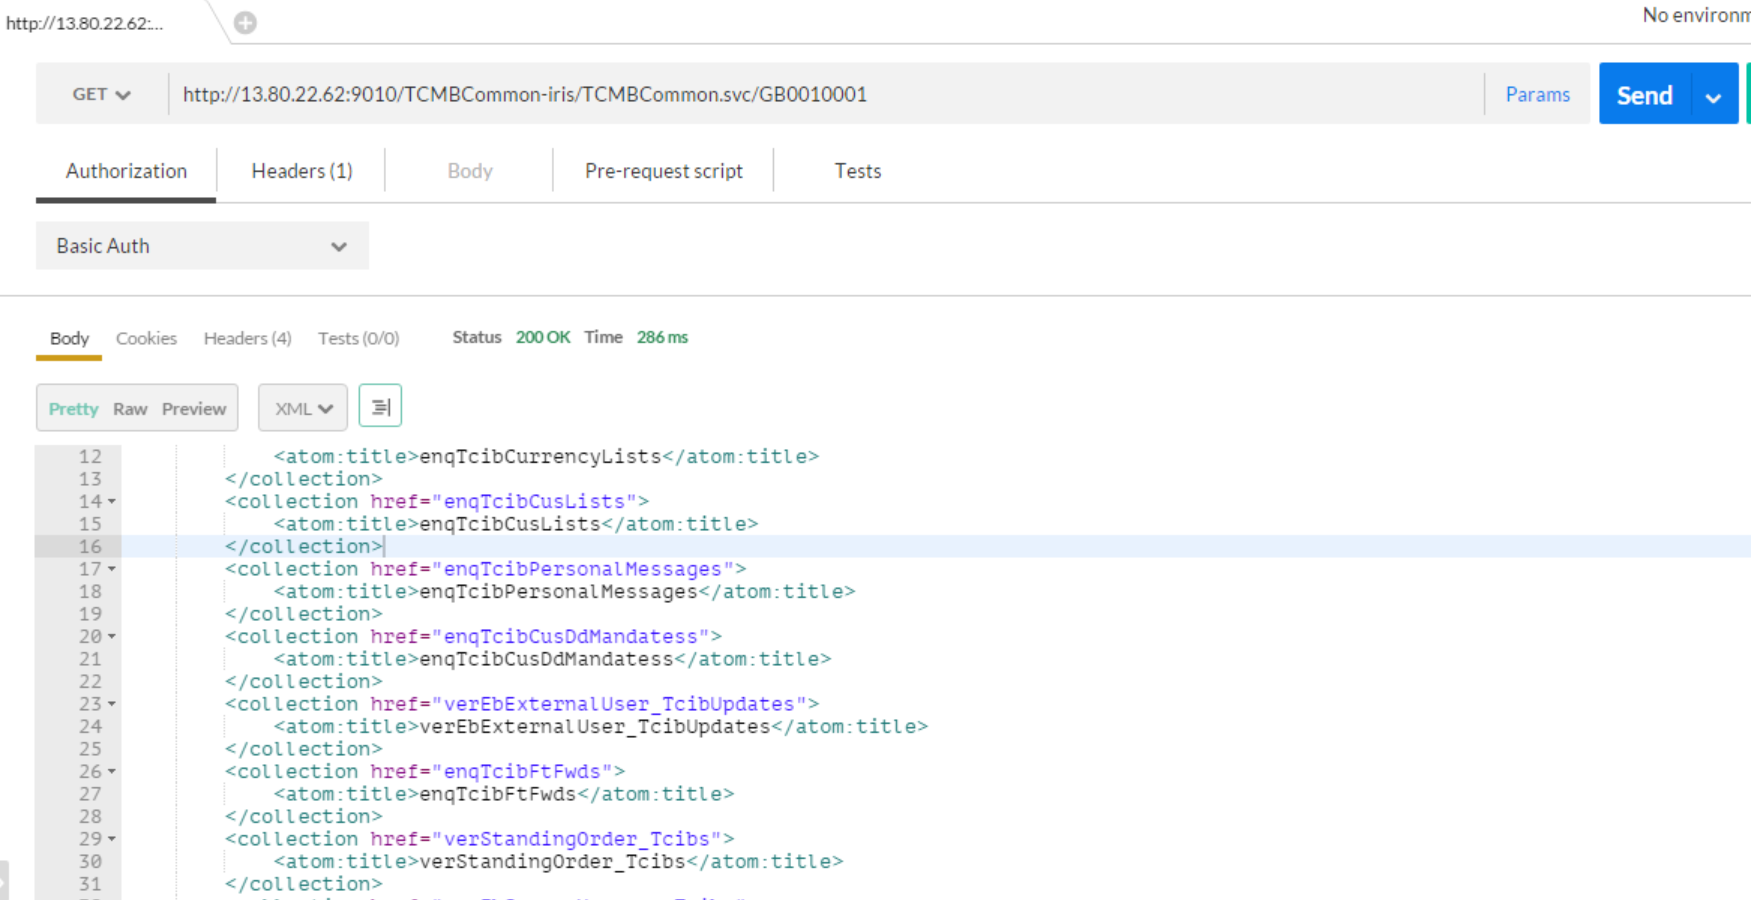 http://13.80.22.62:...
No environm
GET http://13.80.22.62:9010/TCMBCommon-iris/TCMBCommon.svc/GB0010001 Params Send
Authorization Headers (1) Body Pre-request script Tests
Basic Auth
Body Cookies Headers (4) Tests (0/0) Status 200 OK Time 286 ms
Pretty Raw Preview XML
12 <atom:title>enqTcibCurrencyLists</atom:title>
13 </collection>
14 <collection href="enqTcibCusLists">
15 <atom:title>enqTcibCusLists</atom:title>
16 </collection>
17 <collection href="enqTcibPersonalMessages">
18 <atom:title>enqTcibPersonalMessages</atom:title>
19 </collection>
20 <collection href="enqTcibCusDdMandatess">
21 <atom:title>enqTcibCusDdMandatess</atom:title>
22 </collection>
23 <collection href="verEbExternalUser_TcibUpdates">
24 <atom:title>verEbExternalUser_TcibUpdates</atom:title>
25 </collection>
26 <collection href="enqTcibFtFwds">
27 <atom:title>enqTcibFtFwds</atom:title>
28 </collection>
29 <collection href="verStandingOrder_Tcibs">
30 <atom:title>verStandingOrder_Tcibs</atom:title>
31 </collection>